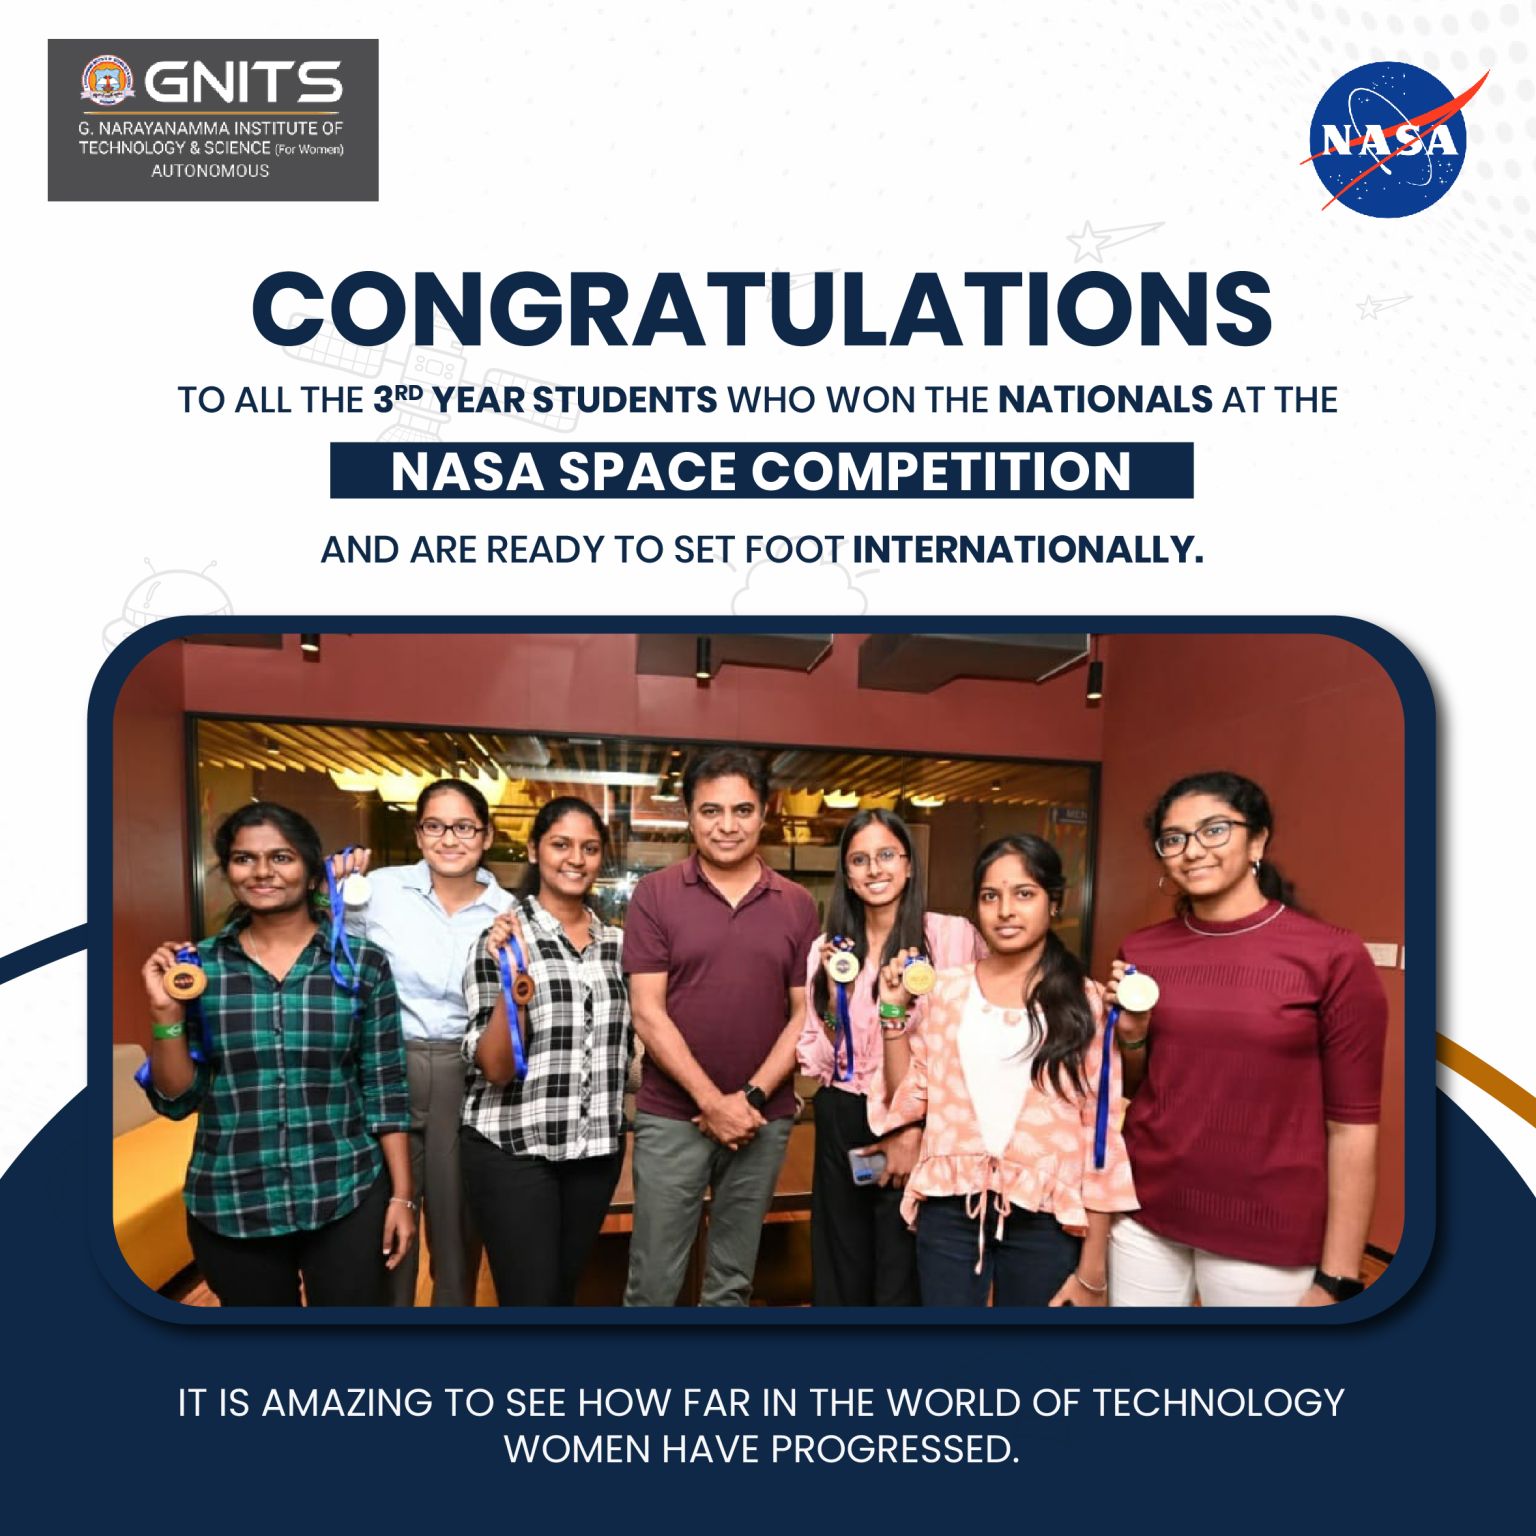 GNITS
G. NARAYANAMMA INSTITUTE OF
TECHNOLOGY & SCIENCE (For Women)
AUTONOMOUS
NASA
CONGRATULATIONS
TO ALL THE 3RD YEAR STUDENTS WHO WON THE NATIONALS AT THE
NASA SPACE COMPETITION
AND ARE READY TO SET FOOT INTERNATIONALLY.
IT IS AMAZING TO SEE HOW FAR IN THE WORLD OF TECHNOLOGY
WOMEN HAVE PROGRESSED.